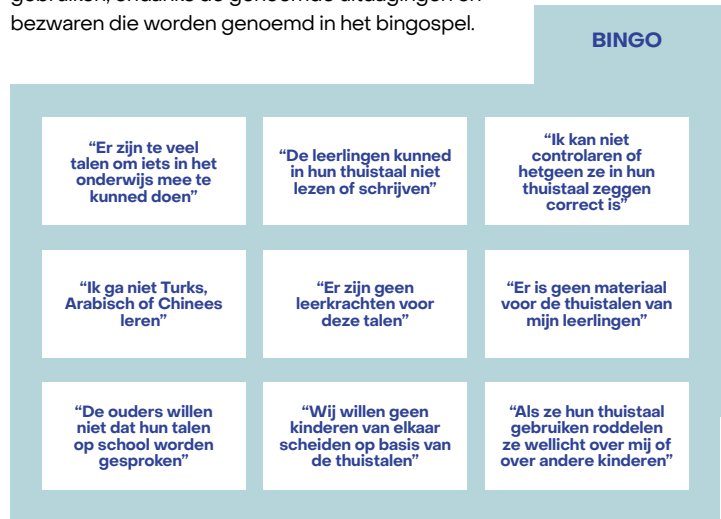 bezwaren die worden genoemd in het bingospel.
BINGO
“Er zijn te veel
talen om iets in het
onderwijs mee te
kunned doen”
“De leerlingen kunned
in hun thuistaal niet
lezen of schrijven”
“Ik kan niet
controlaren of
hetgeen ze in hun
thuistaal zeggen
correct is”
“Ik ga niet Turks,
Arabisch of Chinees
leren”
“Er zijn geen
leerkrachten voor
deze talen”
“Er is geen materiaal
voor de thuistalen van
mijn leerlingen”
“De ouders willen
niet dat hun talen
op school worden
gesproken”
“Wij willen geen
kinderen van elkaar
scheiden op basis van
de thuistalen”
“Als ze hun thuistaal
gebruiken roddelen
ze wellicht over mij of
over andere kinderen”